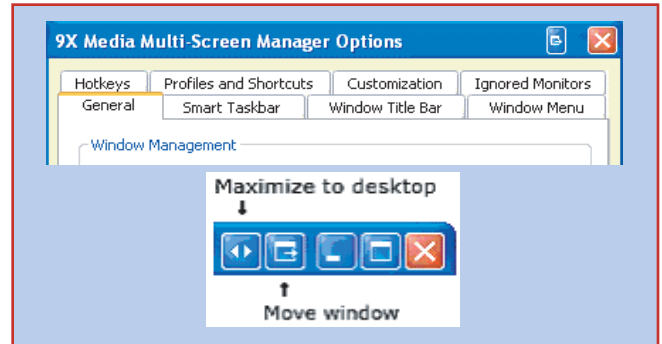 9X Media Multi-Screen Manager Options
Hotkeys Profiles and Shortcuts Customization Ignored Monitors
General Smart Taskbar Window Title Bar Window Menu
Window Management
Maximize to desktop
Move window